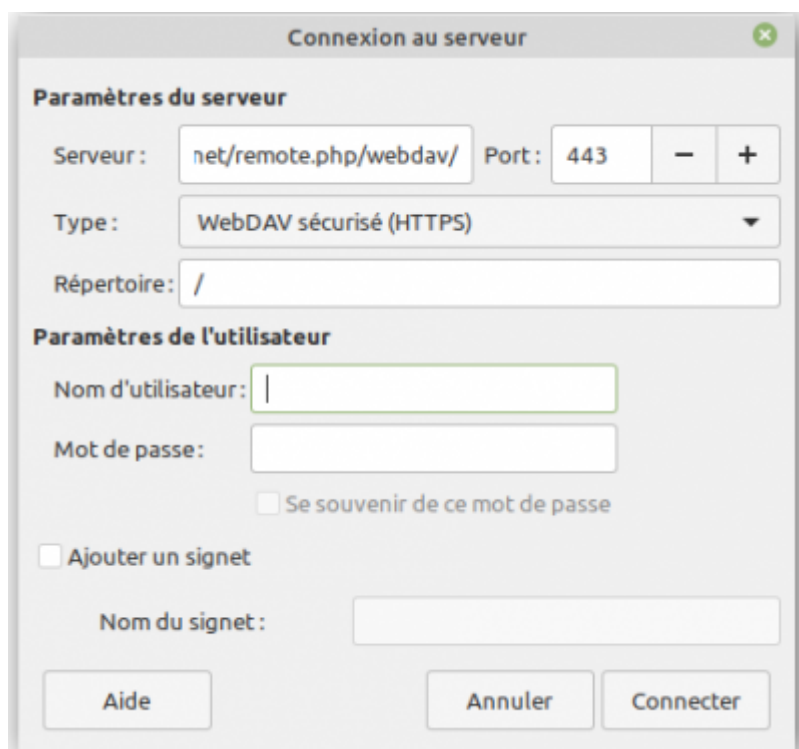 Connexion au serveur
Paramètres du serveur
Serveur : net/remote.php/webdav/ Port : 443 − +
Type : WebDAV sécurisé (HTTPS)
Répertoire : /
Paramètres de l'utilisateur
Nom d'utilisateur :
Mot de passe :
Se souvenir de ce mot de passe
Ajouter un signet
Nom du signet :
Aide Annuler Connecter